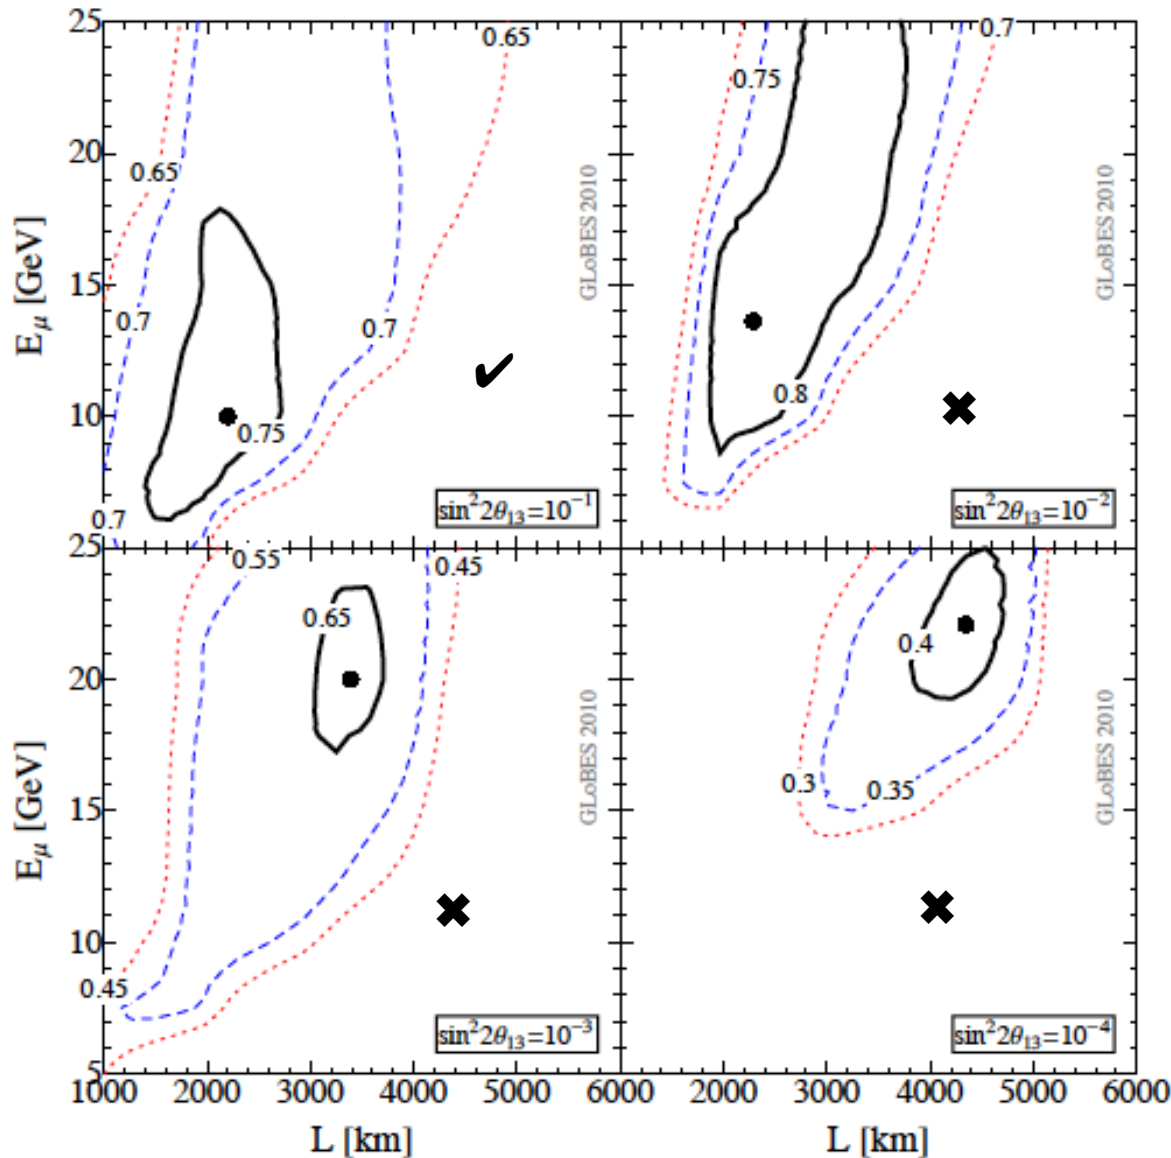 25
20
15
10
E_μ [GeV]
0.65
0.7
0.7
0.75
0.7
0.65
GLoBES 2010
✔
sin²2θ₁₃=10⁻¹
0.75
0.7
0.8
GLoBES 2010
✖
sin²2θ₁₃=10⁻²
25
20
15
10
5
E_μ [GeV]
0.55
0.45
0.65
0.45
GLoBES 2010
✖
sin²2θ₁₃=10⁻³
0.4
0.3
0.35
GLoBES 2010
✖
sin²2θ₁₃=10⁻⁴
1000 2000 3000 4000 5000 6000 2000 3000 4000 5000 6000
L [km] L [km]